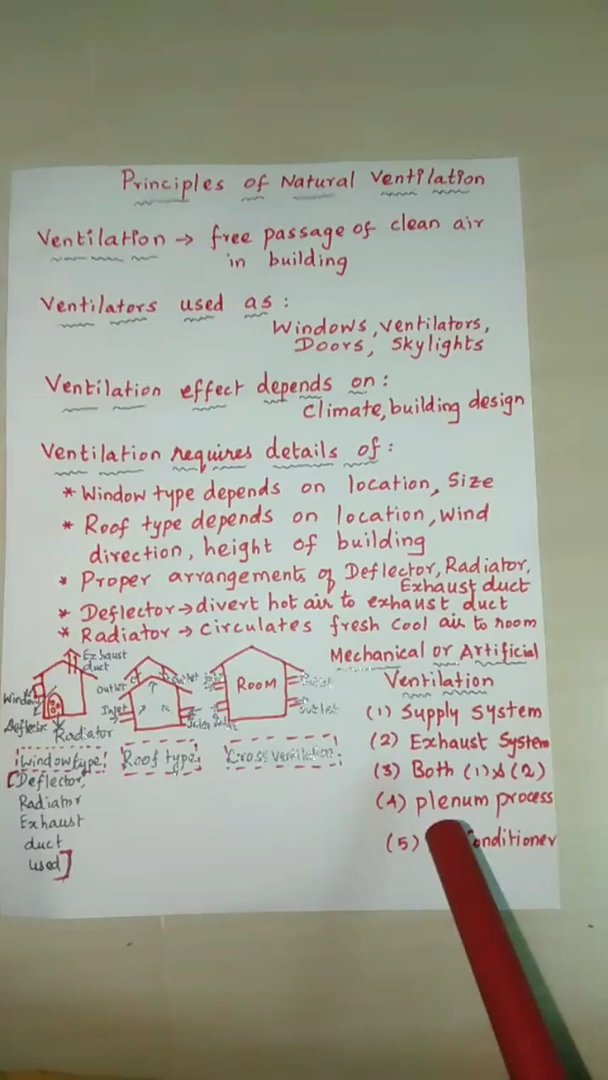 Principles of Natural Ventilation
Ventilation → free passage of clean air
in building
Ventilators used as :
Windows, ventilators,
Doors, Skylights
Ventilation effect depends on :
Climate, building design
Ventilation requires details of :
* Window type depends on location, Size
* Roof type depends on location, wind
direction, height of building
* Proper arrangements of Deflector, Radiator,
Exhaust duct
* Deflector → divert hot air to exhaust duct
* Radiator → circulates fresh cool air to room
Exhaust
duct
Window
Deflector
Radiator
Window type
[Deflector,
Radiator
Exhaust
duct
used]
Outlet
Outlet
Inlet
Inlet
Roof type
ROOM
Outlet
Cross ventilation
Mechanical or Artificial
Ventilation
(1) Supply System
(2) Exhaust System
(3) Both (1) & (2)
(4) plenum process
(5) onditioner